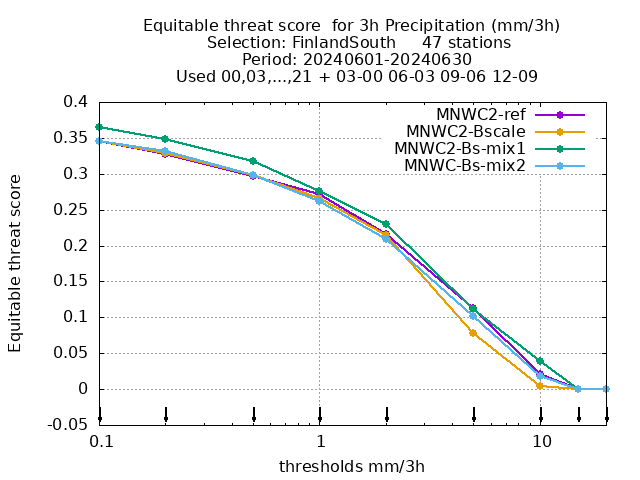 Equitable threat score  for 3h Precipitation (mm/3h)
Selection: FinlandSouth     47 stations
Period: 20240601-20240630
Used 00,03,...,21 + 03-00 06-03 09-06 12-09
MNWC2-ref
MNWC2-Bscale
MNWC2-Bs-mix1
MNWC-Bs-mix2
Equitable threat score
0.4
0.35
0.3
0.25
0.2
0.15
0.1
0.05
0
-0.05
0.1 1 10
thresholds mm/3h